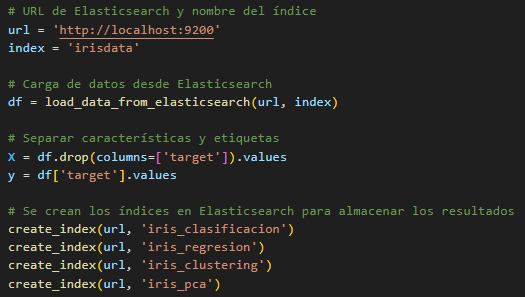 # URL de Elasticsearch y nombre del índice
url = 'http://localhost:9200'
index = 'irisdata'
# Carga de datos desde Elasticsearch
df = load_data_from_elasticsearch(url, index)
# Separar características y etiquetas
X = df.drop(columns=['target']).values
y = df['target'].values
# Se crean los índices en Elasticsearch para almacenar los resultados
create_index(url, 'iris_clasificacion')
create_index(url, 'iris_regresion')
create_index(url, 'iris_clustering')
create_index(url, 'iris_pca')